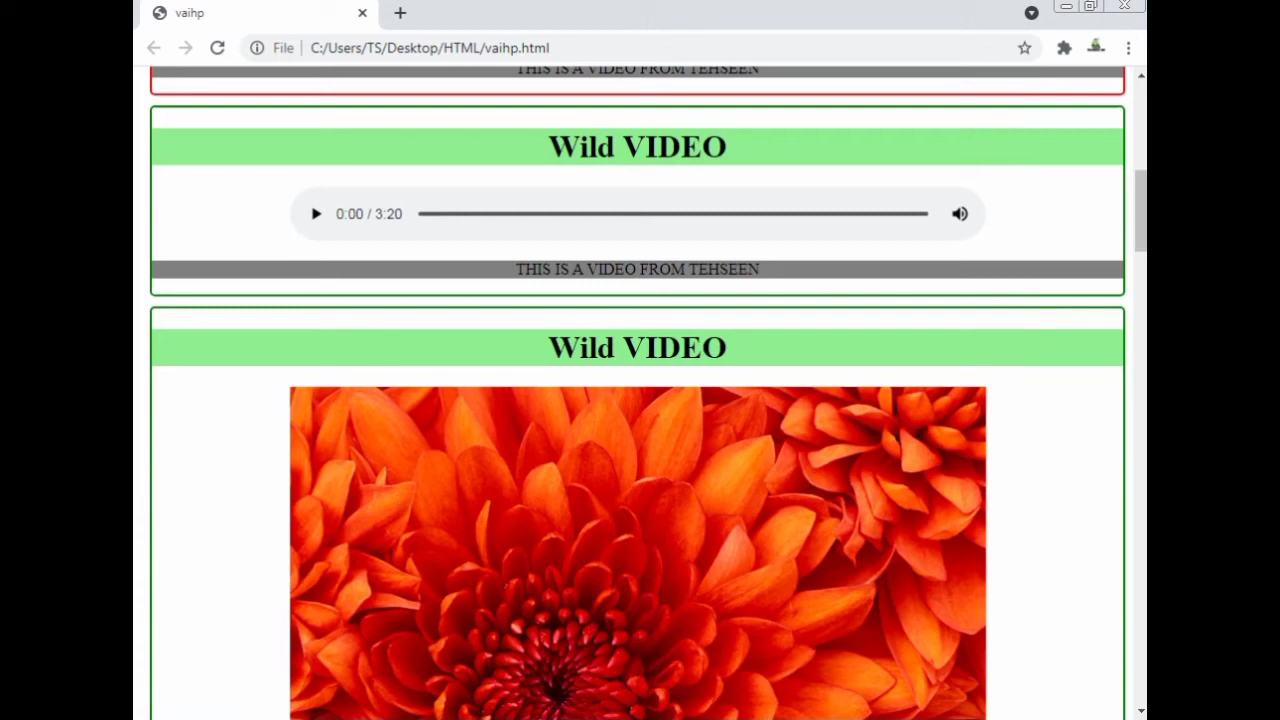 vaihp
File C:/Users/TS/Desktop/HTML/vaihp.html
THIS IS A VIDEO FROM TEHSEEN
Wild VIDEO
0:00 / 3:20
THIS IS A VIDEO FROM TEHSEEN
Wild VIDEO